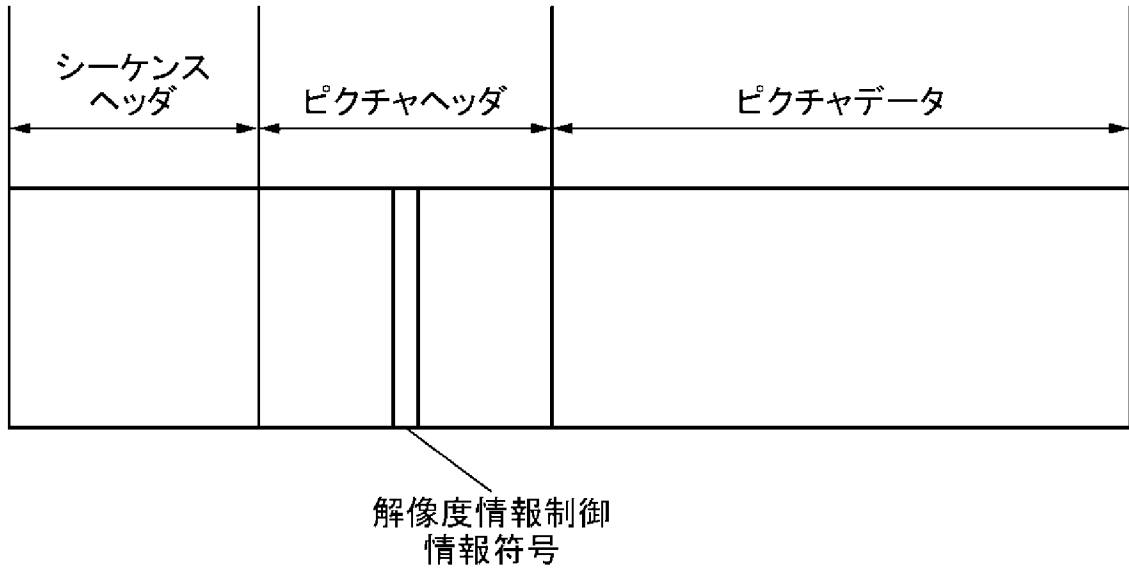 シーケンス
ヘッダ
ピクチャヘッダ
ピクチャデータ
解像度情報制御
情報符号